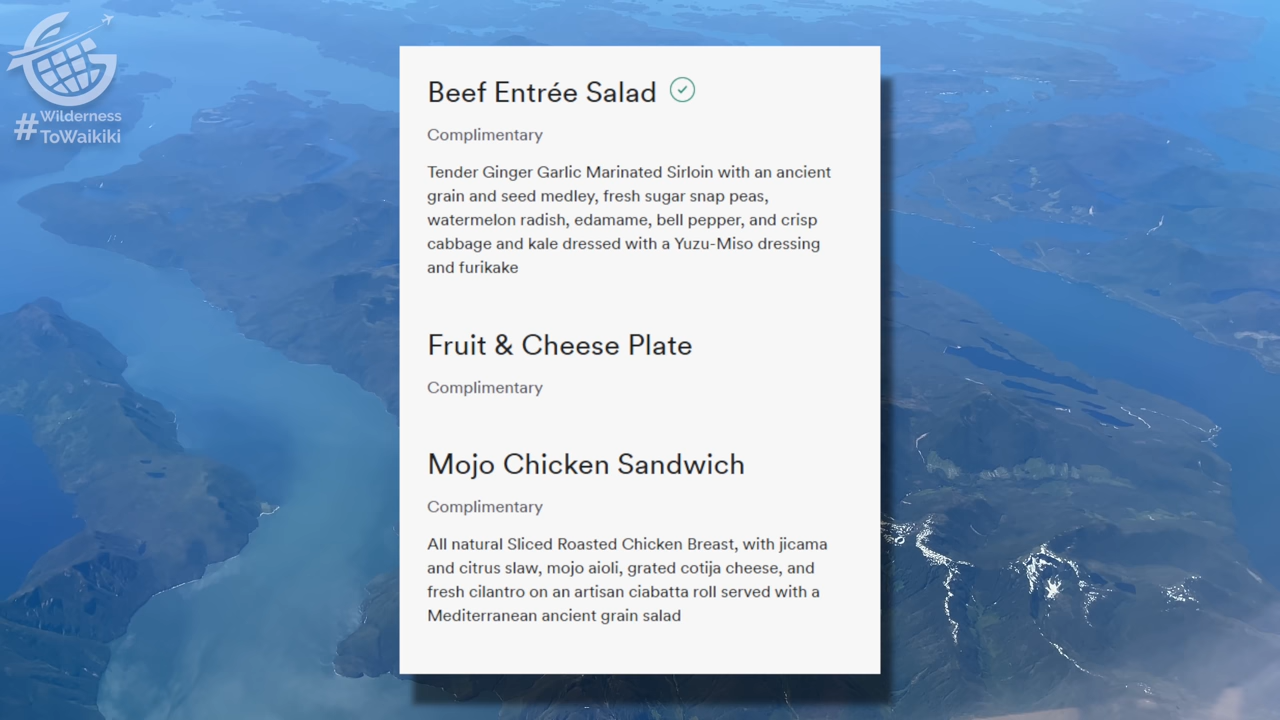 #Wilderness
ToWaikiki
Beef Entrée Salad
Complimentary
Tender Ginger Garlic Marinated Sirloin with an ancient
grain and seed medley, fresh sugar snap peas,
watermelon radish, edamame, bell pepper, and crisp
cabbage and kale dressed with a Yuzu-Miso dressing
and furikake
Fruit & Cheese Plate
Complimentary
Mojo Chicken Sandwich
Complimentary
All natural Sliced Roasted Chicken Breast, with jicama
and citrus slaw, mojo aioli, grated cotija cheese, and
fresh cilantro on an artisan ciabatta roll served with a
Mediterranean ancient grain salad